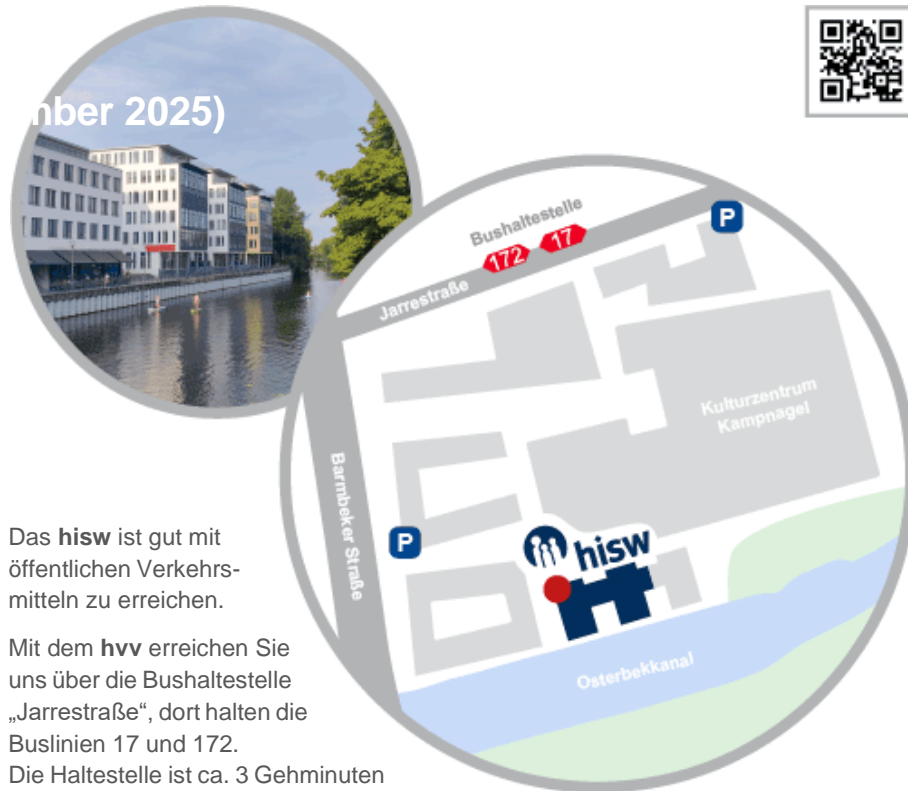 2025)
Bushaltestelle
172 17
Jarrestraße
P
Kulturzentrum
Kampnagel
Barmbeker Straße
P
hisw
Osterbekkanal
Das hisw ist gut mit
öffentlichen Verkehrs-
mitteln zu erreichen.
Mit dem hvv erreichen Sie
uns über die Bushaltestelle
„Jarrestraße“, dort halten die
Buslinien 17 und 172.
Die Haltestelle ist ca. 3 Gehminuten